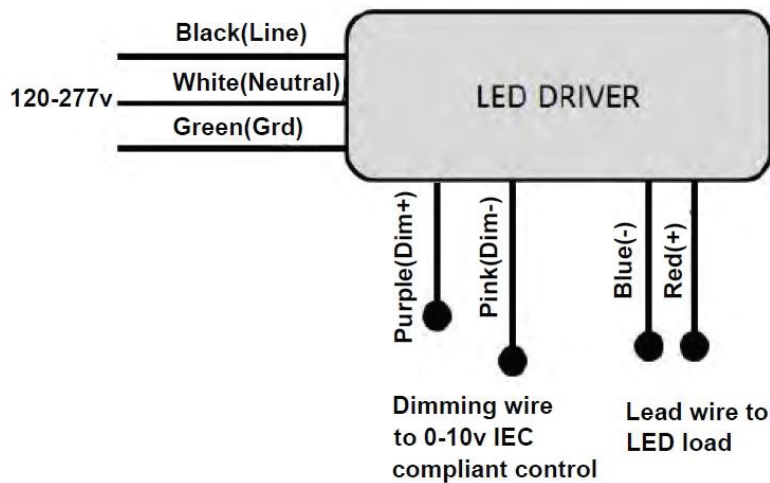 Black(Line)
White(Neutral)
120-277v
Green(Grd)
LED DRIVER
Purple(Dim+)
Pink(Dim-)
Blue(-)
Red(+)
Dimming wire
to 0-10v IEC
compliant control
Lead wire to
LED load